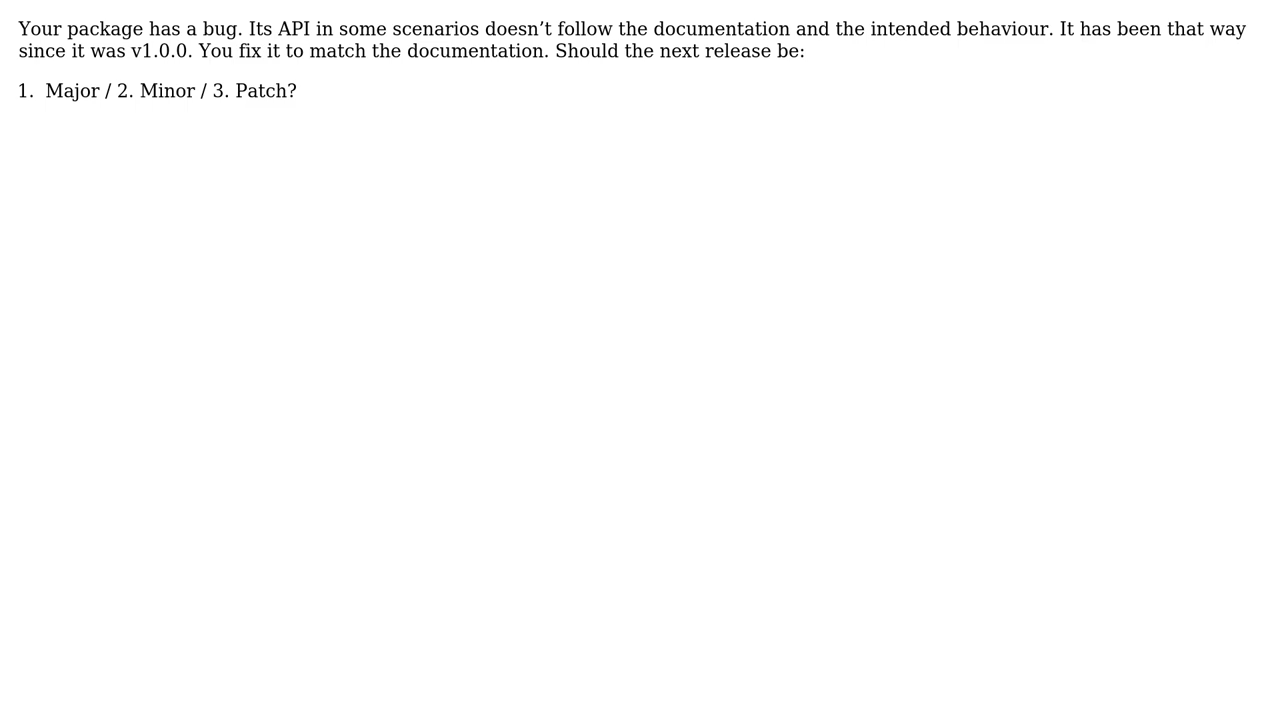 Your package has a bug. Its API in some scenarios doesn’t follow the documentation and the intended behaviour. It has been that way
since it was v1.0.0. You fix it to match the documentation. Should the next release be:
1. Major / 2. Minor / 3. Patch?